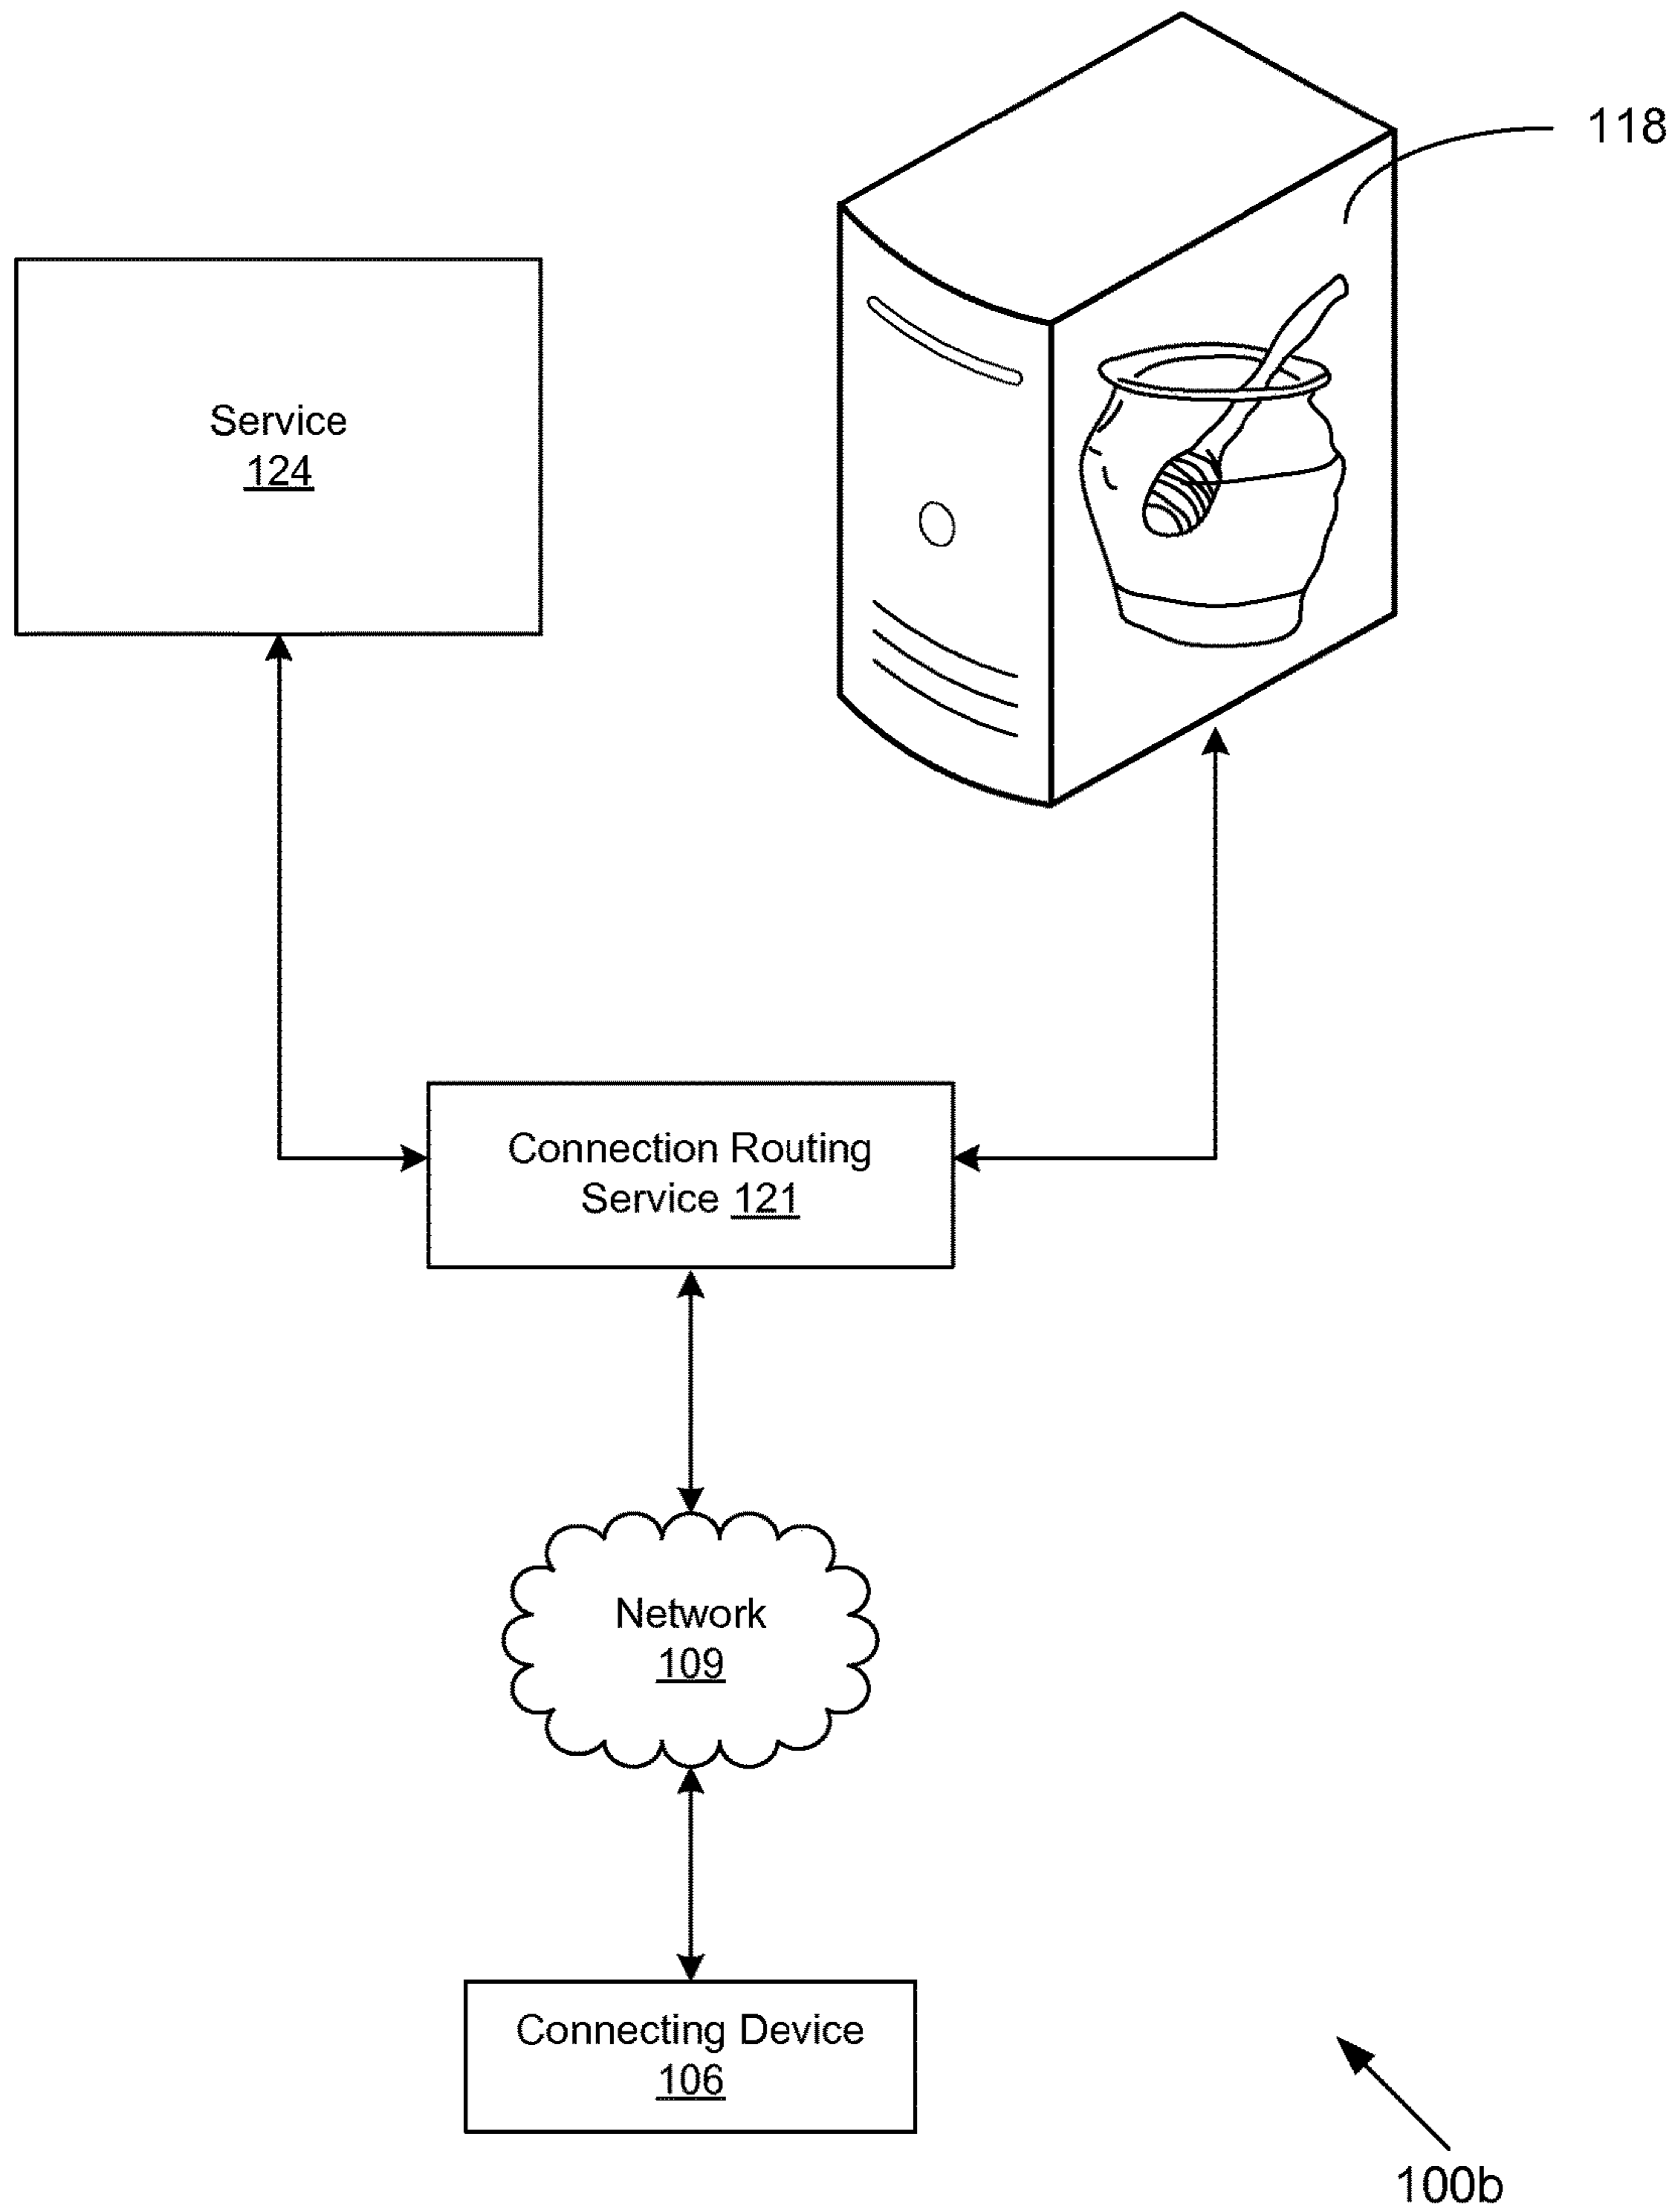 118
Service
124
Connection Routing
Service 121
Network
109
Connecting Device
106
100b